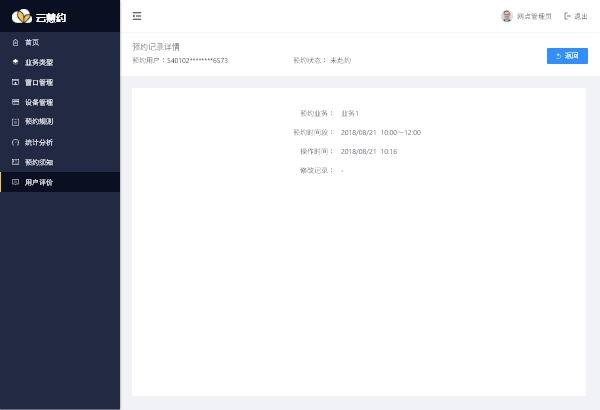 云慧约
网点管理员 退出
首页
业务类型
窗口管理
设备管理
预约规则
统计分析
预约须知
用户评价
预约记录详情
预约用户：540102********6573 预约状态： 未赴约
返回
预约业务： 业务1
预约时间段： 2018/08/21 10:00～12:00
操作时间： 2018/08/21 10:16
修改记录： -